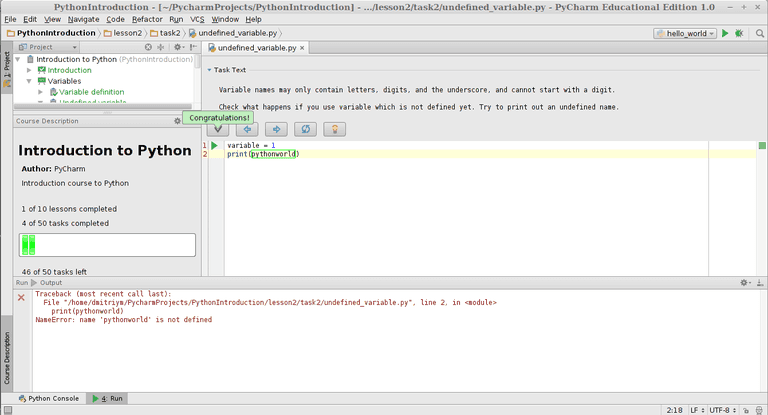 PythonIntroduction - [~/PycharmProjects/PythonIntroduction] - .../lesson2/task2/undefined_variable.py - PyCharm Educational Edition 1.0
File Edit View Navigate Code Refactor Run VCS Window Help
PythonIntroduction lesson2 task2 undefined_variable.py hello_world
1: Project
Project
Introduction to Python (PythonIntroduction)
Introduction
Variables
Variable definition
Undefined variable
undefined_variable.py
Task Text
Variable names may only contain letters, digits, and the underscore, and cannot start with a digit.
Check what happens if you use variable which is not defined yet. Try to print out an undefined name.
Congratulations!
1 variable = 1
2 print(pythonworld)
Course Description
Introduction to Python
Author: PyCharm
Introduction course to Python
1 of 10 lessons completed
4 of 50 tasks completed
46 of 50 tasks left
Run Output
Traceback (most recent call last):
File "/home/dmitriym/PycharmProjects/PythonIntroduction/lesson2/task2/undefined_variable.py", line 2, in <module>
print(pythonworld)
NameError: name 'pythonworld' is not defined
Course Description
Python Console 4: Run
2:18 LF UTF-8